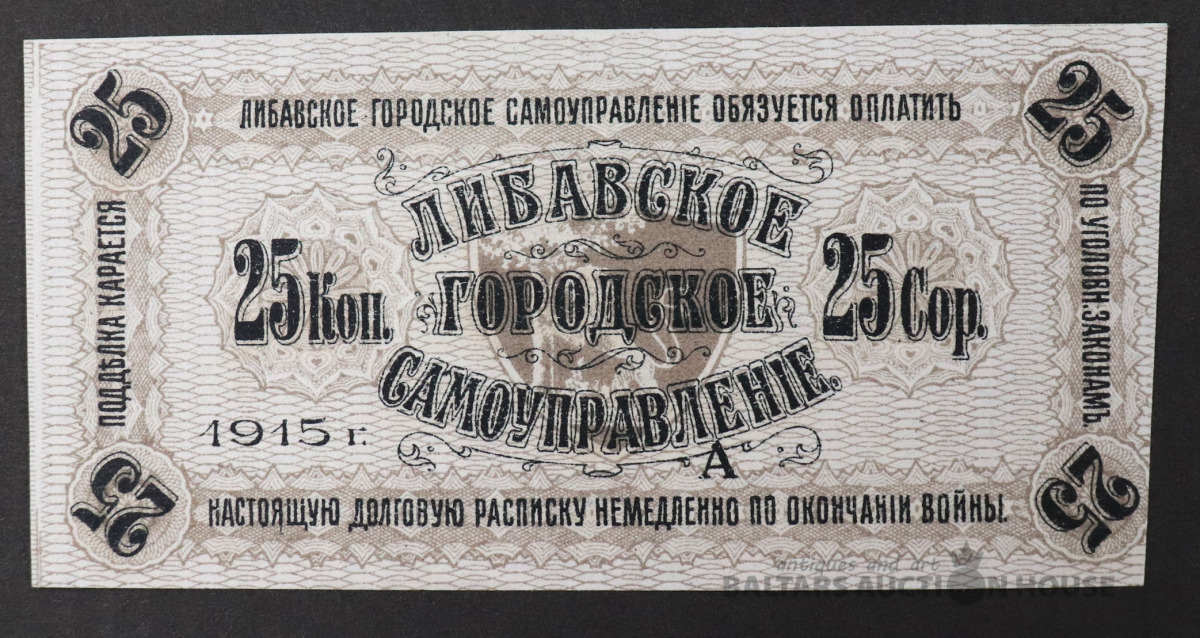 25
25
ЛИБАВСКОЕ ГОРОДСКОЕ САМОУПРАВЛЕНІЕ ОБЯЗУЕТСЯ ОПЛАТИТЬ
ПОДДѢЛКА КАРАЕТСЯ
ПО УГОЛОВН. ЗАКОНАМЪ.
ЛИБАВСКОЕ
25 Коп.
ГОРОДСКОЕ
25 Cop.
САМОУПРАВЛЕНІЕ.
1915 г.
А
НАСТОЯЩУЮ ДОЛГОВУЮ РАСПИСКУ НЕМЕДЛЕННО ПО ОКОНЧАНІИ ВОЙНЫ.
25
25
antiques and art
BALTARS AUCTION HOUSE